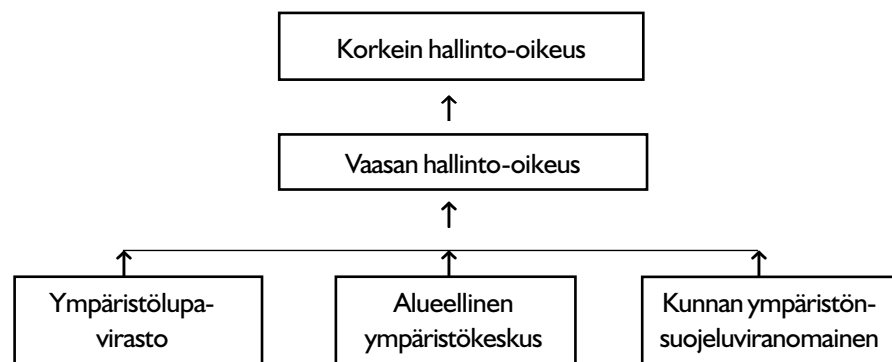 Korkein hallinto-oikeus
Vaasan hallinto-oikeus
Ympäristölupa-
virasto
Alueellinen
ympäristökeskus
Kunnan ympäristön-
suojeluviranomainen